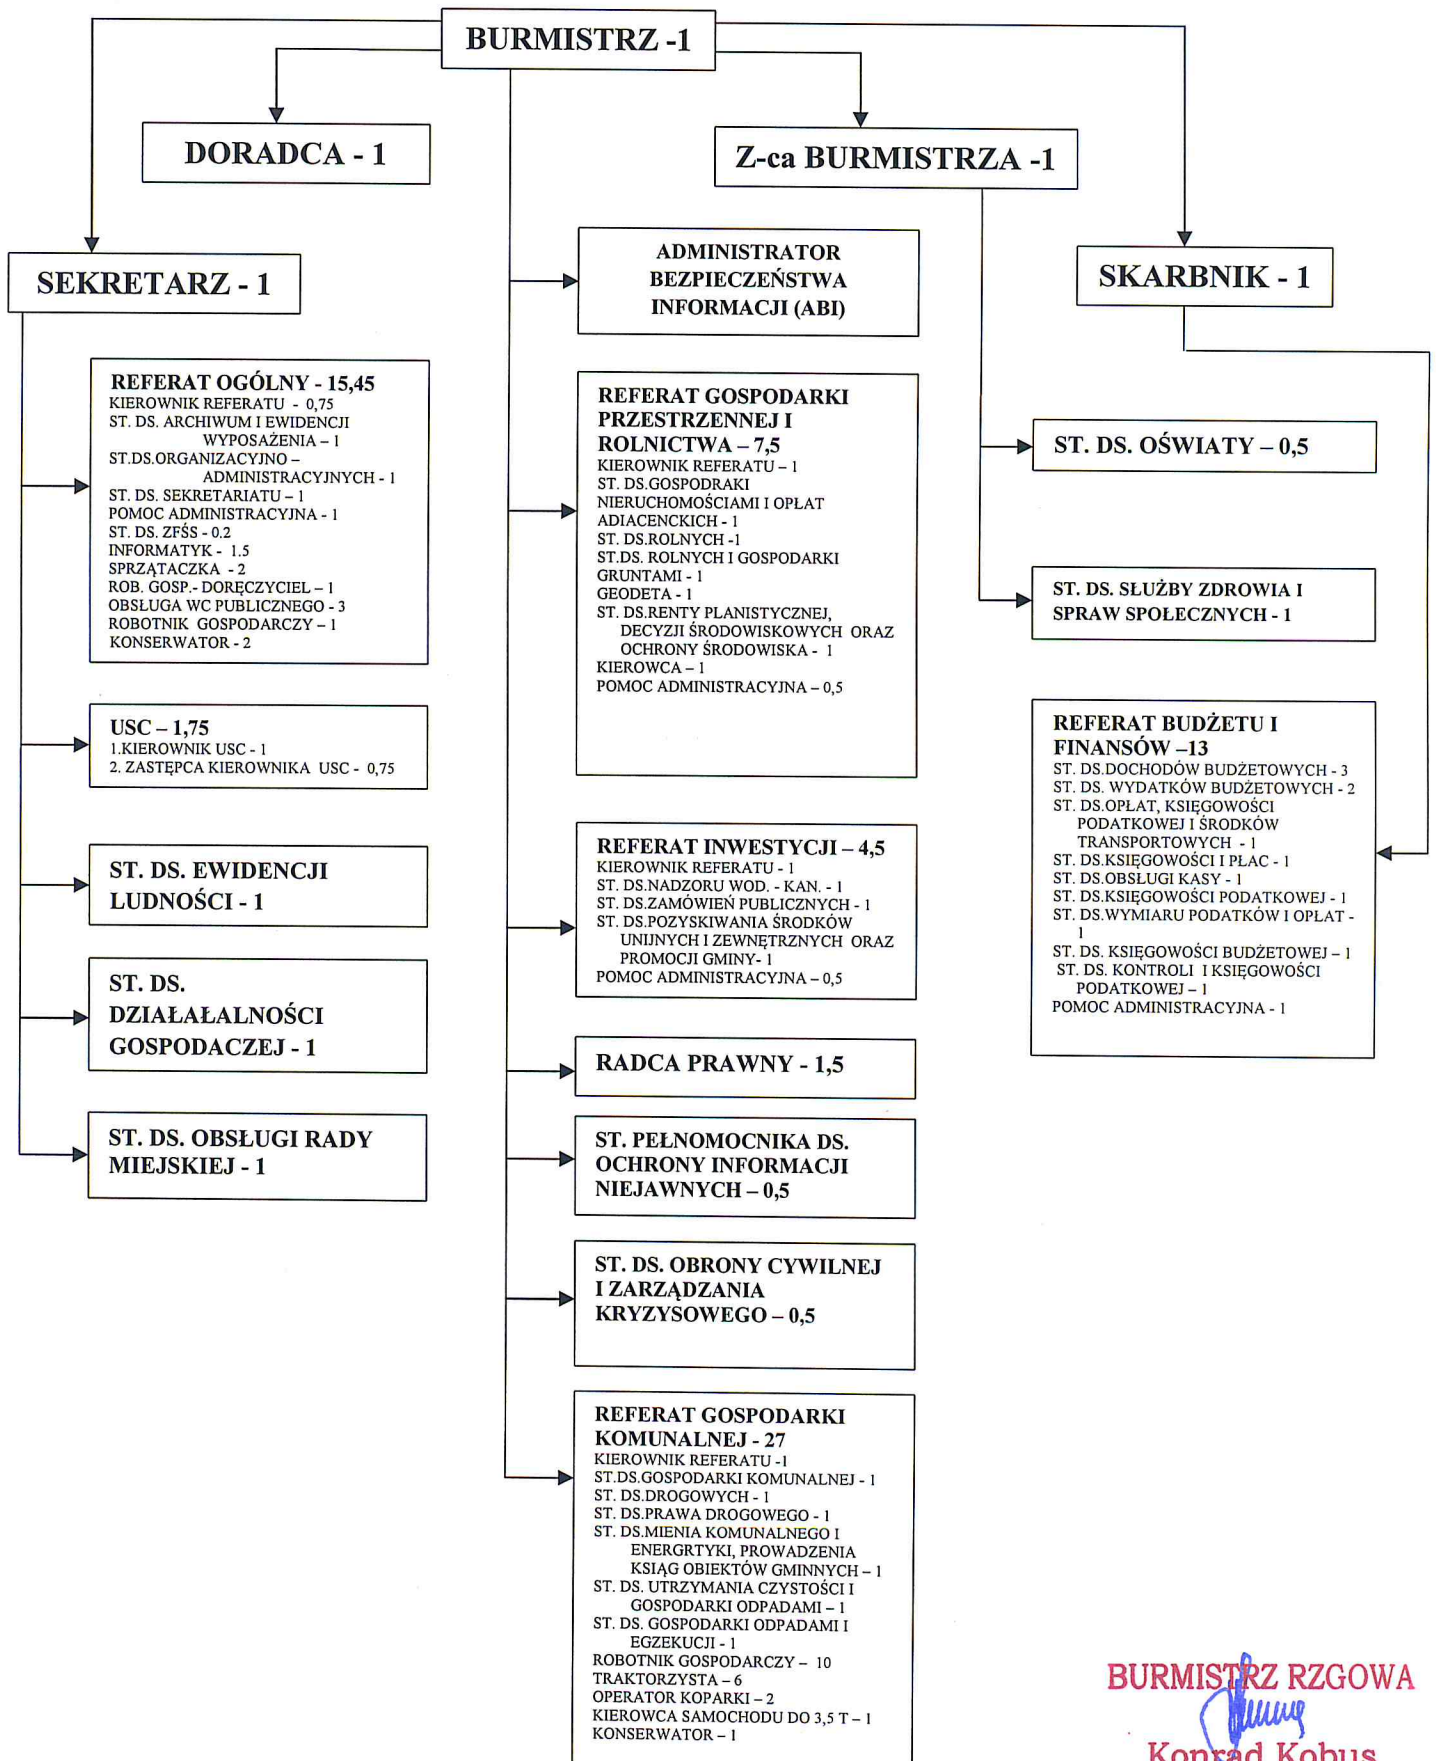 BURMISTRZ -1
DORADCA - 1
Z-ca BURMISTRZA -1
SEKRETARZ - 1
ADMINISTRATOR
BEZPIECZEŃSTWA
INFORMACJI (ABI)
SKARBNIK - 1
REFERAT OGÓLNY - 15,45
KIEROWNIK REFERATU - 0,75
ST. DS. ARCHIWUM I EWIDENCJI
WYPOSAŻENIA – 1
ST.DS.ORGANIZACYJNO –
ADMINISTRACYJNYCH - 1
ST. DS. SEKRETARIATU – 1
POMOC ADMINISTRACYJNA - 1
ST. DS. ZFŚS - 0.2
INFORMATYK - 1.5
SPRZĄTACZKA - 2
ROB. GOSP.- DORĘCZYCIEL – 1
OBSŁUGA WC PUBLICZNEGO - 3
ROBOTNIK GOSPODARCZY – 1
KONSERWATOR - 2
USC – 1,75
1.KIEROWNIK USC - 1
2. ZASTĘPCA KIEROWNIKA USC - 0,75
ST. DS. EWIDENCJI
LUDNOŚCI - 1
ST. DS.
DZIAŁAŁALNOŚCI
GOSPODACZEJ - 1
ST. DS. OBSŁUGI RADY
MIEJSKIEJ - 1
REFERAT GOSPODARKI
PRZESTRZENNEJ I
ROLNICTWA – 7,5
KIEROWNIK REFERATU – 1
ST. DS.GOSPODRAKI
NIERUCHOMOŚCIAMI I OPŁAT
ADIACENCKICH - 1
ST. DS.ROLNYCH -1
ST.DS. ROLNYCH I GOSPODARKI
GRUNTAMI - 1
GEODETA - 1
ST. DS.RENTY PLANISTYCZNEJ,
DECYZJI ŚRODOWISKOWYCH ORAZ
OCHRONY ŚRODOWISKA - 1
KIEROWCA – 1
POMOC ADMINISTRACYJNA – 0,5
REFERAT INWESTYCJI – 4,5
KIEROWNIK REFERATU - 1
ST. DS.NADZORU WOD. - KAN. - 1
ST. DS.ZAMÓWIEŃ PUBLICZNYCH - 1
ST. DS.POZYSKIWANIA ŚRODKÓW
UNIJNYCH I ZEWNĘTRZNYCH ORAZ
PROMOCJI GMINY- 1
POMOC ADMINISTRACYJNA – 0,5
RADCA PRAWNY - 1,5
ST. PEŁNOMOCNIKA DS.
OCHRONY INFORMACJI
NIEJAWNYCH – 0,5
ST. DS. OBRONY CYWILNEJ
I ZARZĄDZANIA
KRYZYSOWEGO – 0,5
REFERAT GOSPODARKI
KOMUNALNEJ - 27
KIEROWNIK REFERATU -1
ST.DS.GOSPODARKI KOMUNALNEJ - 1
ST. DS.DROGOWYCH - 1
ST. DS.PRAWA DROGOWEGO - 1
ST. DS.MIENIA KOMUNALNEGO I
ENERGRTYKI, PROWADZENIA
KSIĄG OBIEKTÓW GMINNYCH – 1
ST. DS. UTRZYMANIA CZYSTOŚCI I
GOSPODARKI ODPADAMI – 1
ST. DS. GOSPODARKI ODPADAMI I
EGZEKUCJI - 1
ROBOTNIK GOSPODARCZY – 10
TRAKTORZYSTA – 6
OPERATOR KOPARKI – 2
KIEROWCA SAMOCHODU DO 3,5 T – 1
KONSERWATOR – 1
ST. DS. OŚWIATY – 0,5
ST. DS. SŁUŻBY ZDROWIA I
SPRAW SPOŁECZNYCH - 1
REFERAT BUDŻETU I
FINANSÓW –13
ST. DS.DOCHODÓW BUDŻETOWYCH - 3
ST. DS. WYDATKÓW BUDŻETOWYCH - 2
ST. DS.OPŁAT, KSIĘGOWOŚCI
PODATKOWEJ I ŚRODKÓW
TRANSPORTOWYCH - 1
ST. DS.KSIĘGOWOŚCI I PŁAC - 1
ST. DS.OBSŁUGI KASY - 1
ST. DS.KSIĘGOWOŚCI PODATKOWEJ - 1
ST. DS.WYMIARU PODATKÓW I OPŁAT -
1
ST. DS. KSIĘGOWOŚCI BUDŻETOWEJ – 1
ST. DS. KONTROLI I KSIĘGOWOŚCI
PODATKOWEJ – 1
POMOC ADMINISTRACYJNA - 1
BURMISTRZ RZGOWA
Konrad Kobus